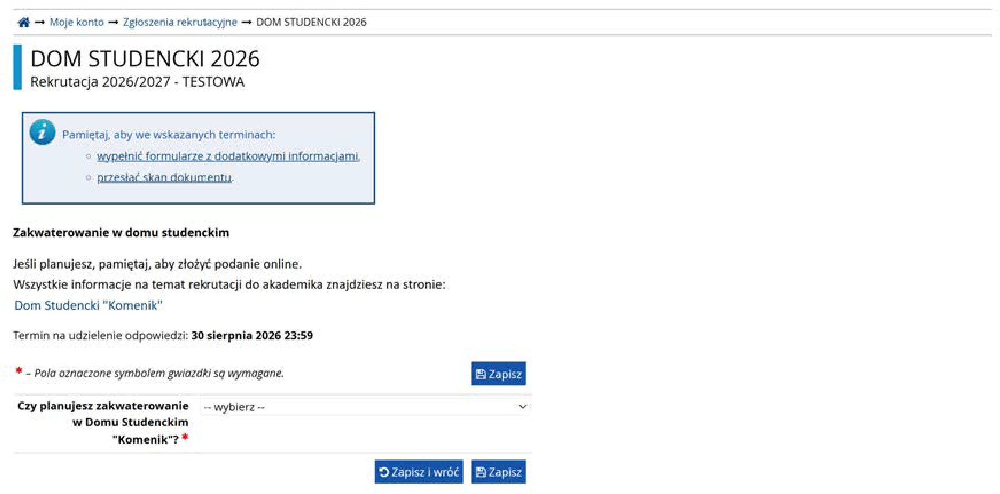 Moje konto → Zgłoszenia rekrutacyjne → DOM STUDENCKI 2026
DOM STUDENCKI 2026
Rekrutacja 2026/2027 - TESTOWA
Pamiętaj, aby we wskazanych terminach:
wypełnić formularze z dodatkowymi informacjami,
przesłać skan dokumentu.
Zakwaterowanie w domu studenckim
Jeśli planujesz, pamiętaj, aby złożyć podanie online.
Wszystkie informacje na temat rekrutacji do akademika znajdziesz na stronie:
Dom Studencki "Komenik"
Termin na udzielenie odpowiedzi: 30 sierpnia 2026 23:59
* – Pola oznaczone symbolem gwiazdki są wymagane.
Zapisz
Czy planujesz zakwaterowanie
w Domu Studenckim
"Komenik"? *
-- wybierz --
Zapisz i wróć
Zapisz